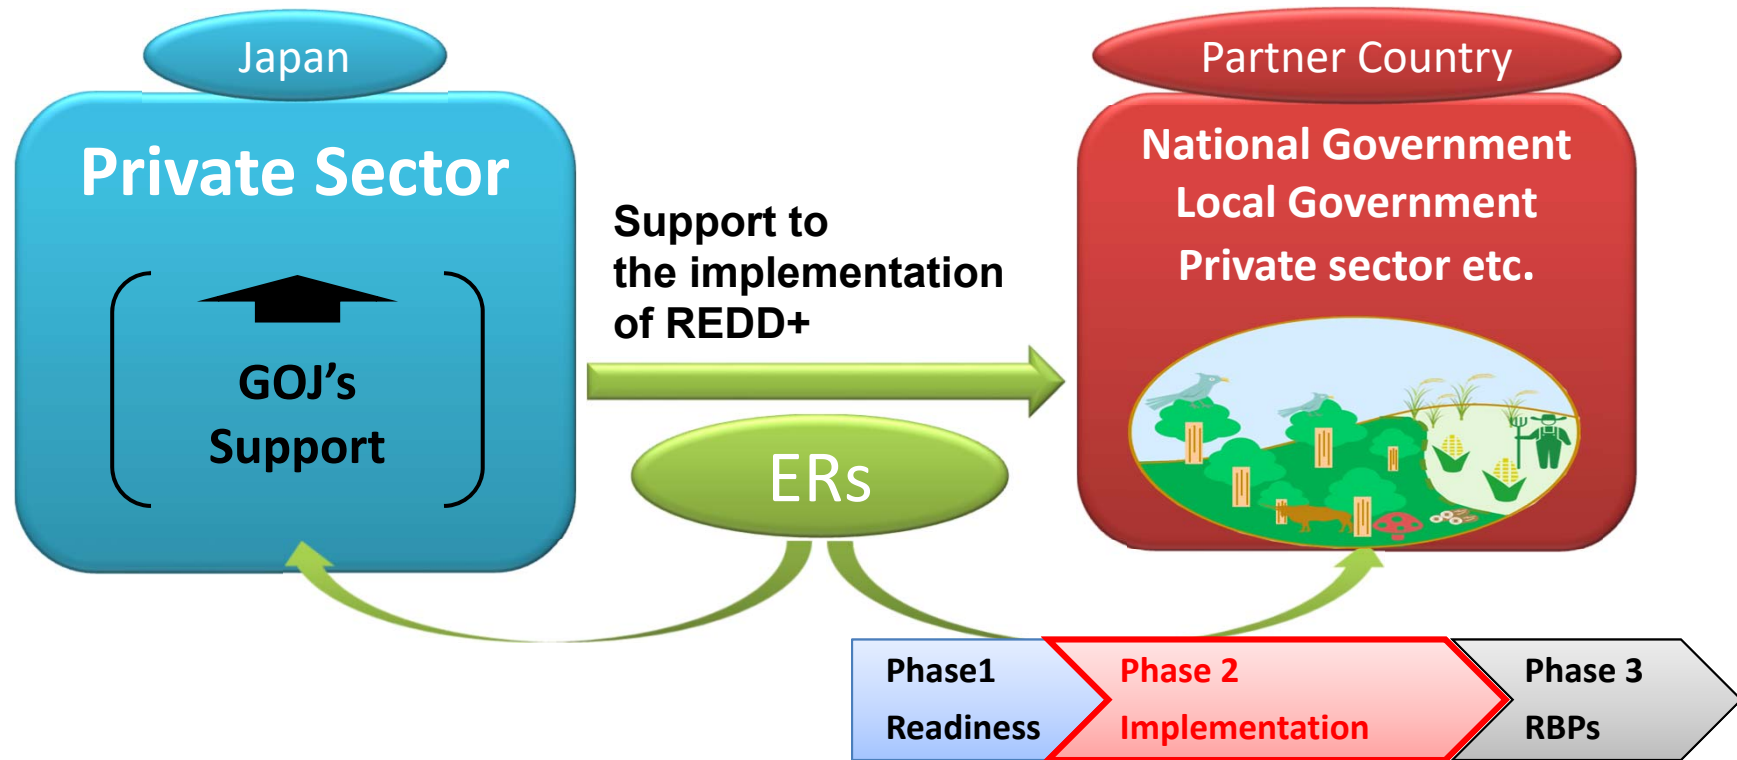 Japan
Private Sector
GOJ’s
Support
Support to
the implementation
of REDD+
ERs
Partner Country
National Government
Local Government
Private sector etc.
Phase1
Readiness
Phase 2
Implementation
Phase 3
RBPs